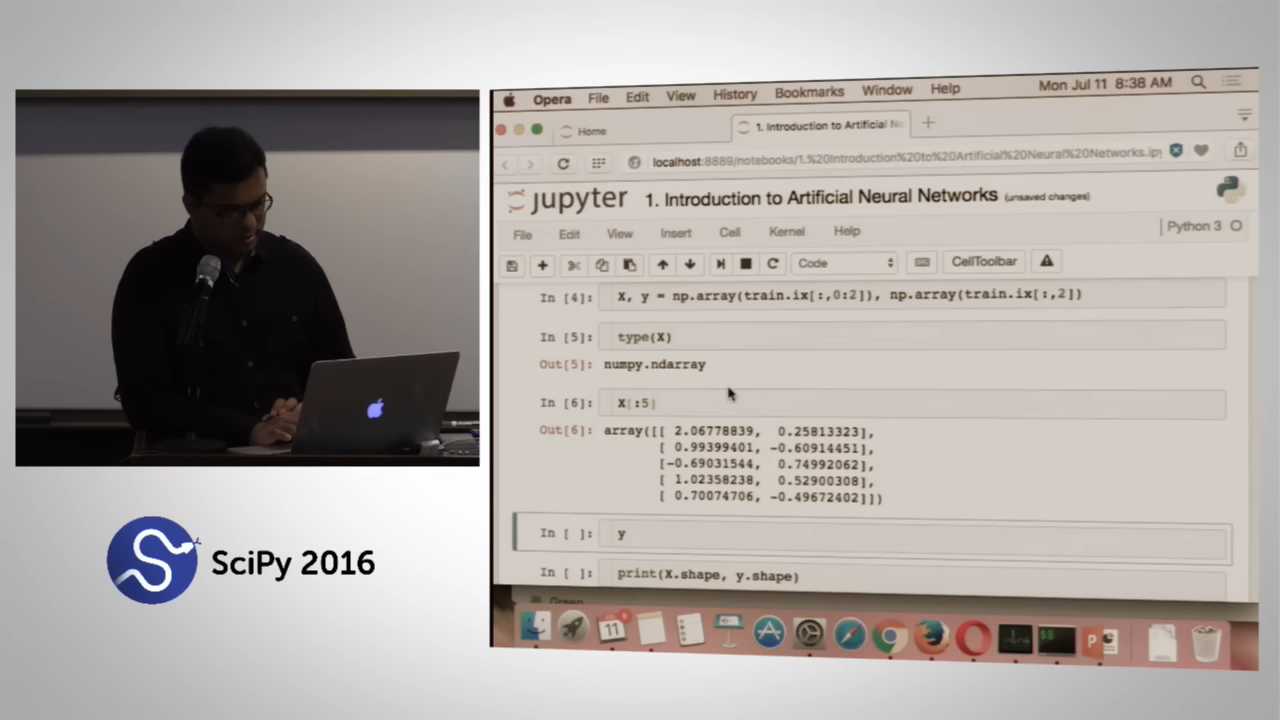 Opera File Edit View History Bookmarks Window Help Mon Jul 11 8:38 AM
Home 1. Introduction to Artificial Ne
localhost:8889/notebooks/1.%20Introduction%20to%20Artificial%20Neural%20Networks.ipy
jupyter 1. Introduction to Artificial Neural Networks (unsaved changes)
File Edit View Insert Cell Kernel Help Python 3
Code CellToolbar
In [4]: X, y = np.array(train.ix[:,0:2]), np.array(train.ix[:,2])
In [5]: type(X)
Out[5]: numpy.ndarray
In [6]: X[:5]
Out[6]: array([[ 2.06778839, 0.25813323],
[ 0.99399401, -0.60914451],
[-0.69031544, 0.74992062],
[ 1.02358238, 0.52900308],
[ 0.70074706, -0.49672402]])
In [ ]: y
In [ ]: print(X.shape, y.shape)
11
SciPy 2016